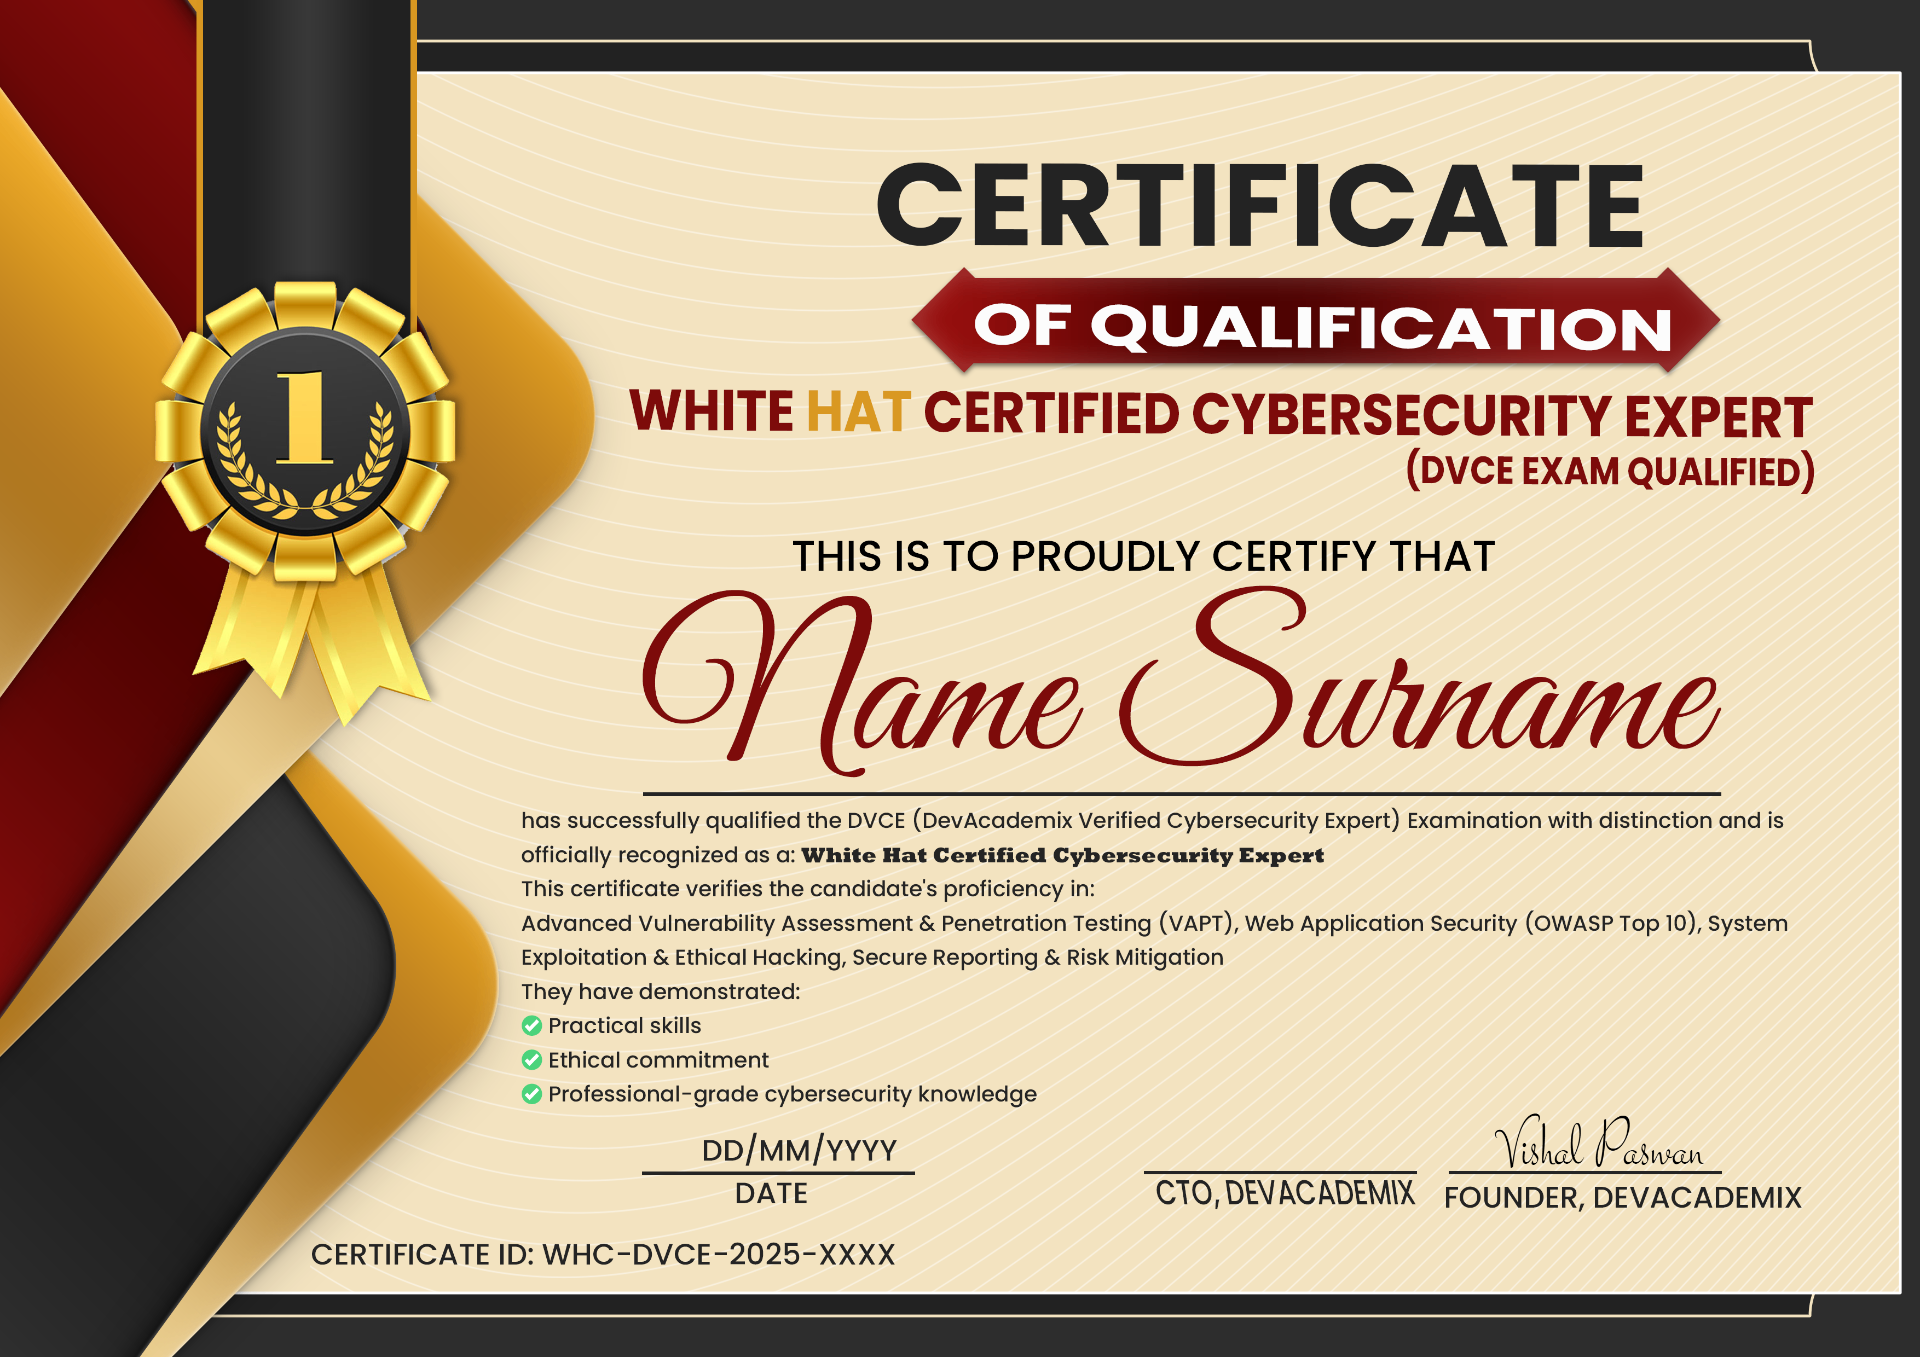 CERTIFICATE
OF QUALIFICATION
WHITE HAT CERTIFIED CYBERSECURITY EXPERT
(DVCE EXAM QUALIFIED)
1
THIS IS TO PROUDLY CERTIFY THAT
Name Surname
has successfully qualified the DVCE (DevAcademix Verified Cybersecurity Expert) Examination with distinction and is
officially recognized as a: White Hat Certified Cybersecurity Expert
This certificate verifies the candidate's proficiency in:
Advanced Vulnerability Assessment & Penetration Testing (VAPT), Web Application Security (OWASP Top 10), System
Exploitation & Ethical Hacking, Secure Reporting & Risk Mitigation
They have demonstrated:
Practical skills
Ethical commitment
Professional-grade cybersecurity knowledge
DD/MM/YYYY
DATE
CTO, DEVACADEMIX
Vishal Paswan
FOUNDER, DEVACADEMIX
CERTIFICATE ID: WHC-DVCE-2025-XXXX